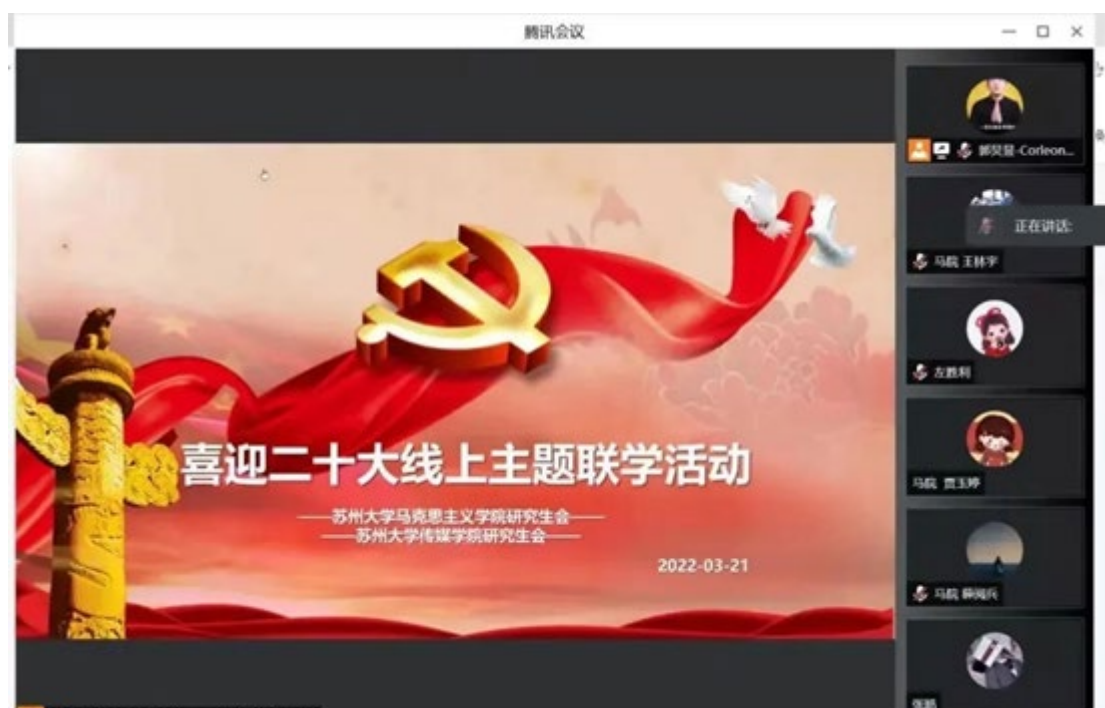 腾讯会议
喜迎二十大线上主题联学活动
——苏州大学马克思主义学院研究生会——
——苏州大学传媒学院研究生会——
2022-03-21
-Corleon...
正在讲话:
马院 王林宇
左胜利
马院 贾玉婷
马院